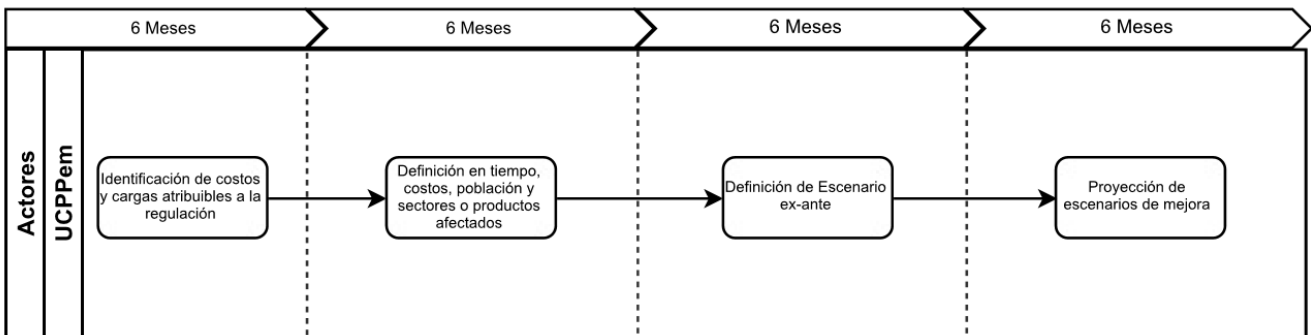 6 Meses
6 Meses
6 Meses
6 Meses
Actores
UCPPem
Identificación de costos
y cargas atribuibles a la
regulación
Definición en tiempo,
costos, población y
sectores o productos
afectados
Definición de Escenario
ex-ante
Proyección de
escenarios de mejora